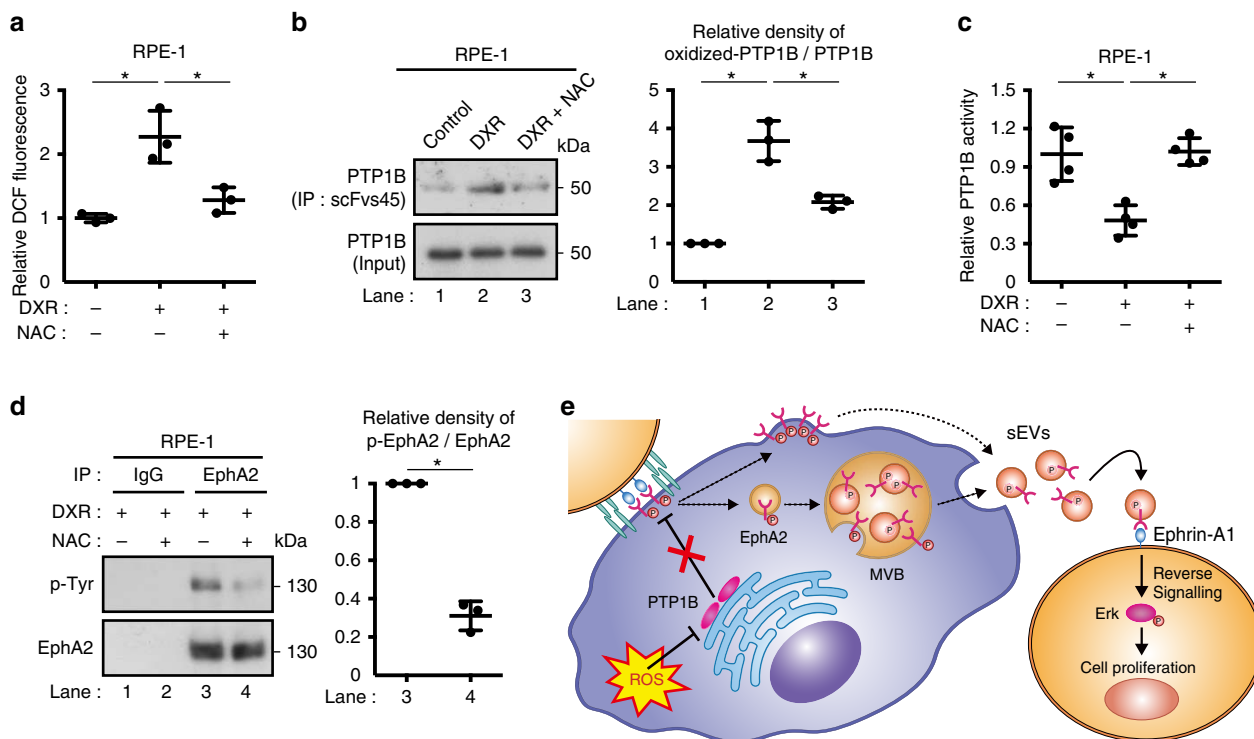 a
RPE-1
*
*
Relative DCF fluorescence
3
2
1
0
DXR : – + +
NAC : – – +
b
RPE-1
Control
DXR
DXR + NAC
kDa
PTP1B
(IP : scFvs45)
50
PTP1B
(Input)
50
Lane : 1 2 3
Relative density of
oxidized-PTP1B / PTP1B
*
*
5
4
3
2
1
0
Lane : 1 2 3
c
RPE-1
*
*
Relative PTP1B activity
1.5
1.2
0.9
0.6
0.3
0
DXR : – + +
NAC : – – +
d
RPE-1
IP : IgG EphA2
DXR : + + + +
NAC : – + – + kDa
p-Tyr
130
EphA2
130
Lane : 1 2 3 4
Relative density of
p-EphA2 / EphA2
*
1
0.8
0.6
0.4
0.2
0
Lane : 3 4
e
P P P P
P
P
P
EphA2
P
P
P
P
P
P
MVB
PTP1B
ROS
sEVs
P
P
P
P
P
Ephrin-A1
Reverse
Signalling
Erk
P
Cell proliferation